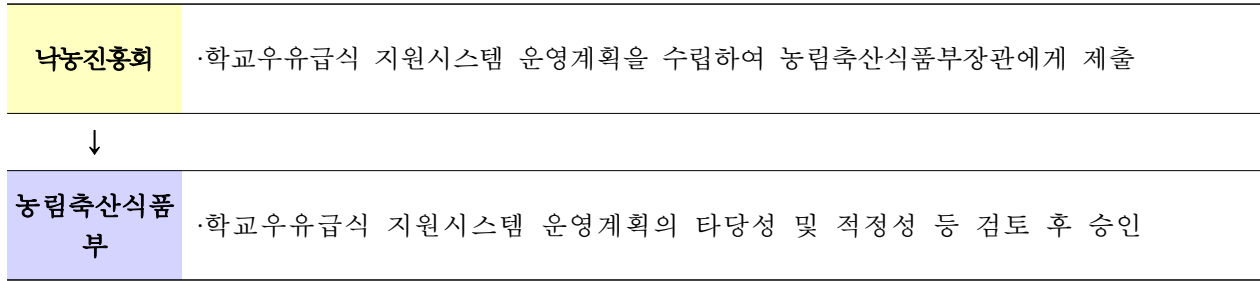 낙농진흥회
·학교우유급식 지원시스템 운영계획을 수립하여 농림축산식품부장관에게 제출
↓
농림축산식품
부
·학교우유급식 지원시스템 운영계획의 타당성 및 적정성 등 검토 후 승인